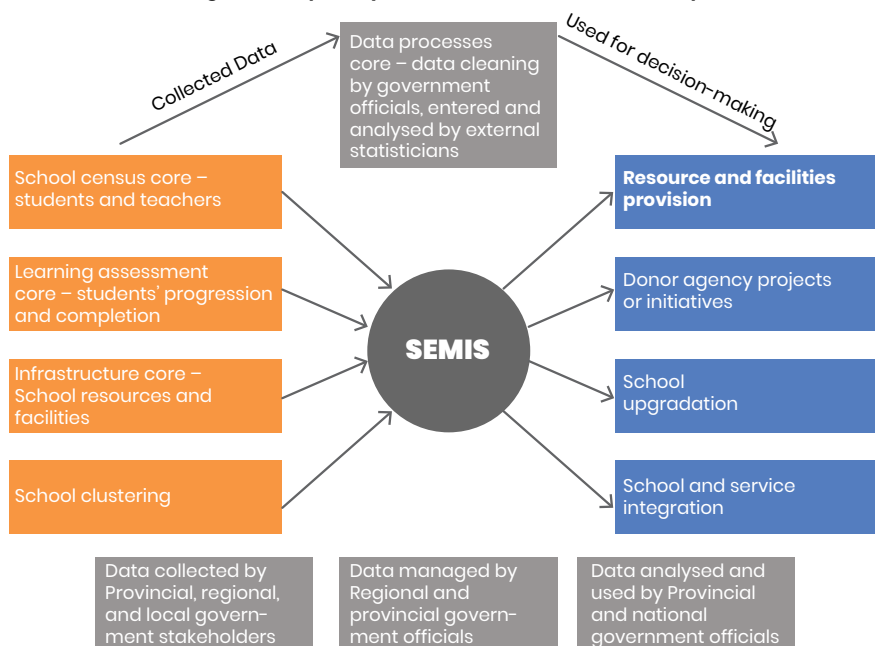 Collected Data
Data processes
core – data cleaning
by government
officials, entered and
analysed by external
statisticians
Used for decision-making
School census core –
students and teachers
Learning assessment
core – students' progression
and completion
Infrastructure core –
School resources and
facilities
School clustering
SEMIS
Resource and facilities
provision
Donor agency projects
or initiatives
School
upgradation
School and service
integration
Data collected by
Provincial, regional,
and local govern-
ment stakeholders
Data managed by
Regional and
provincial govern-
ment officials
Data analysed and
used by Provincial
and national
government officials